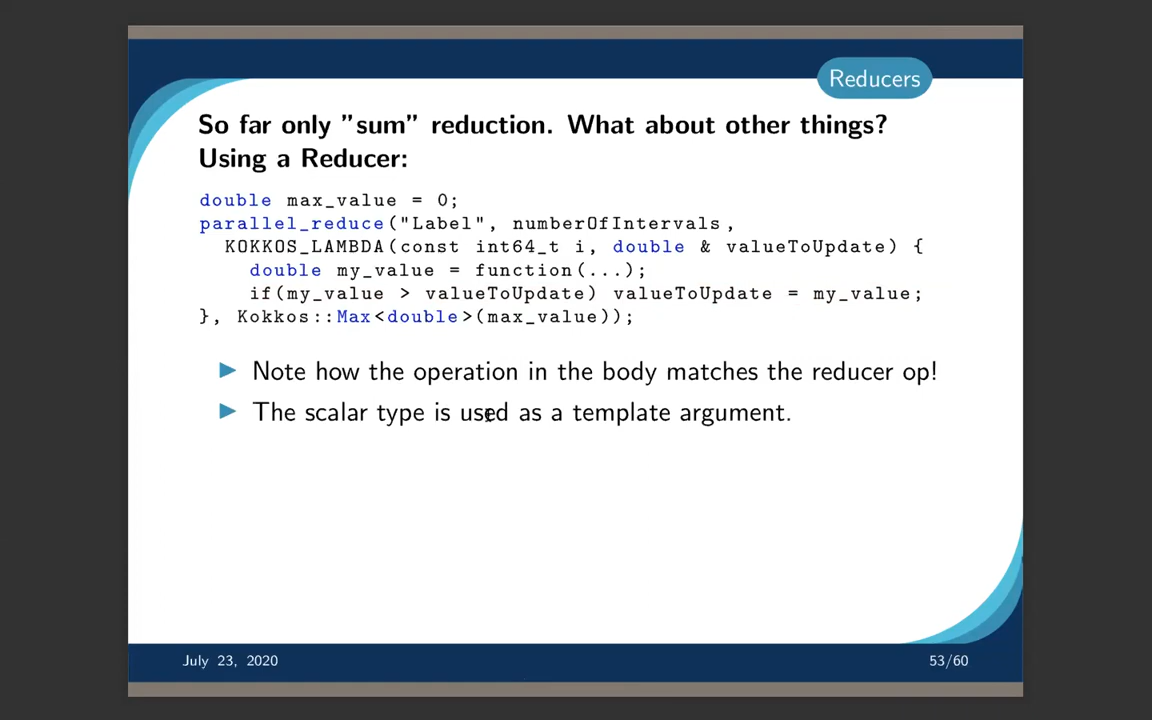 Reducers
So far only ”sum” reduction. What about other things?
Using a Reducer:
double max_value = 0;
parallel_reduce("Label", numberOfIntervals,
KOKKOS_LAMBDA(const int64_t i, double & valueToUpdate) {
double my_value = function(...);
if(my_value > valueToUpdate) valueToUpdate = my_value;
}, Kokkos::Max<double>(max_value));
Note how the operation in the body matches the reducer op!
The scalar type is used as a template argument.
July 23, 2020
53/60